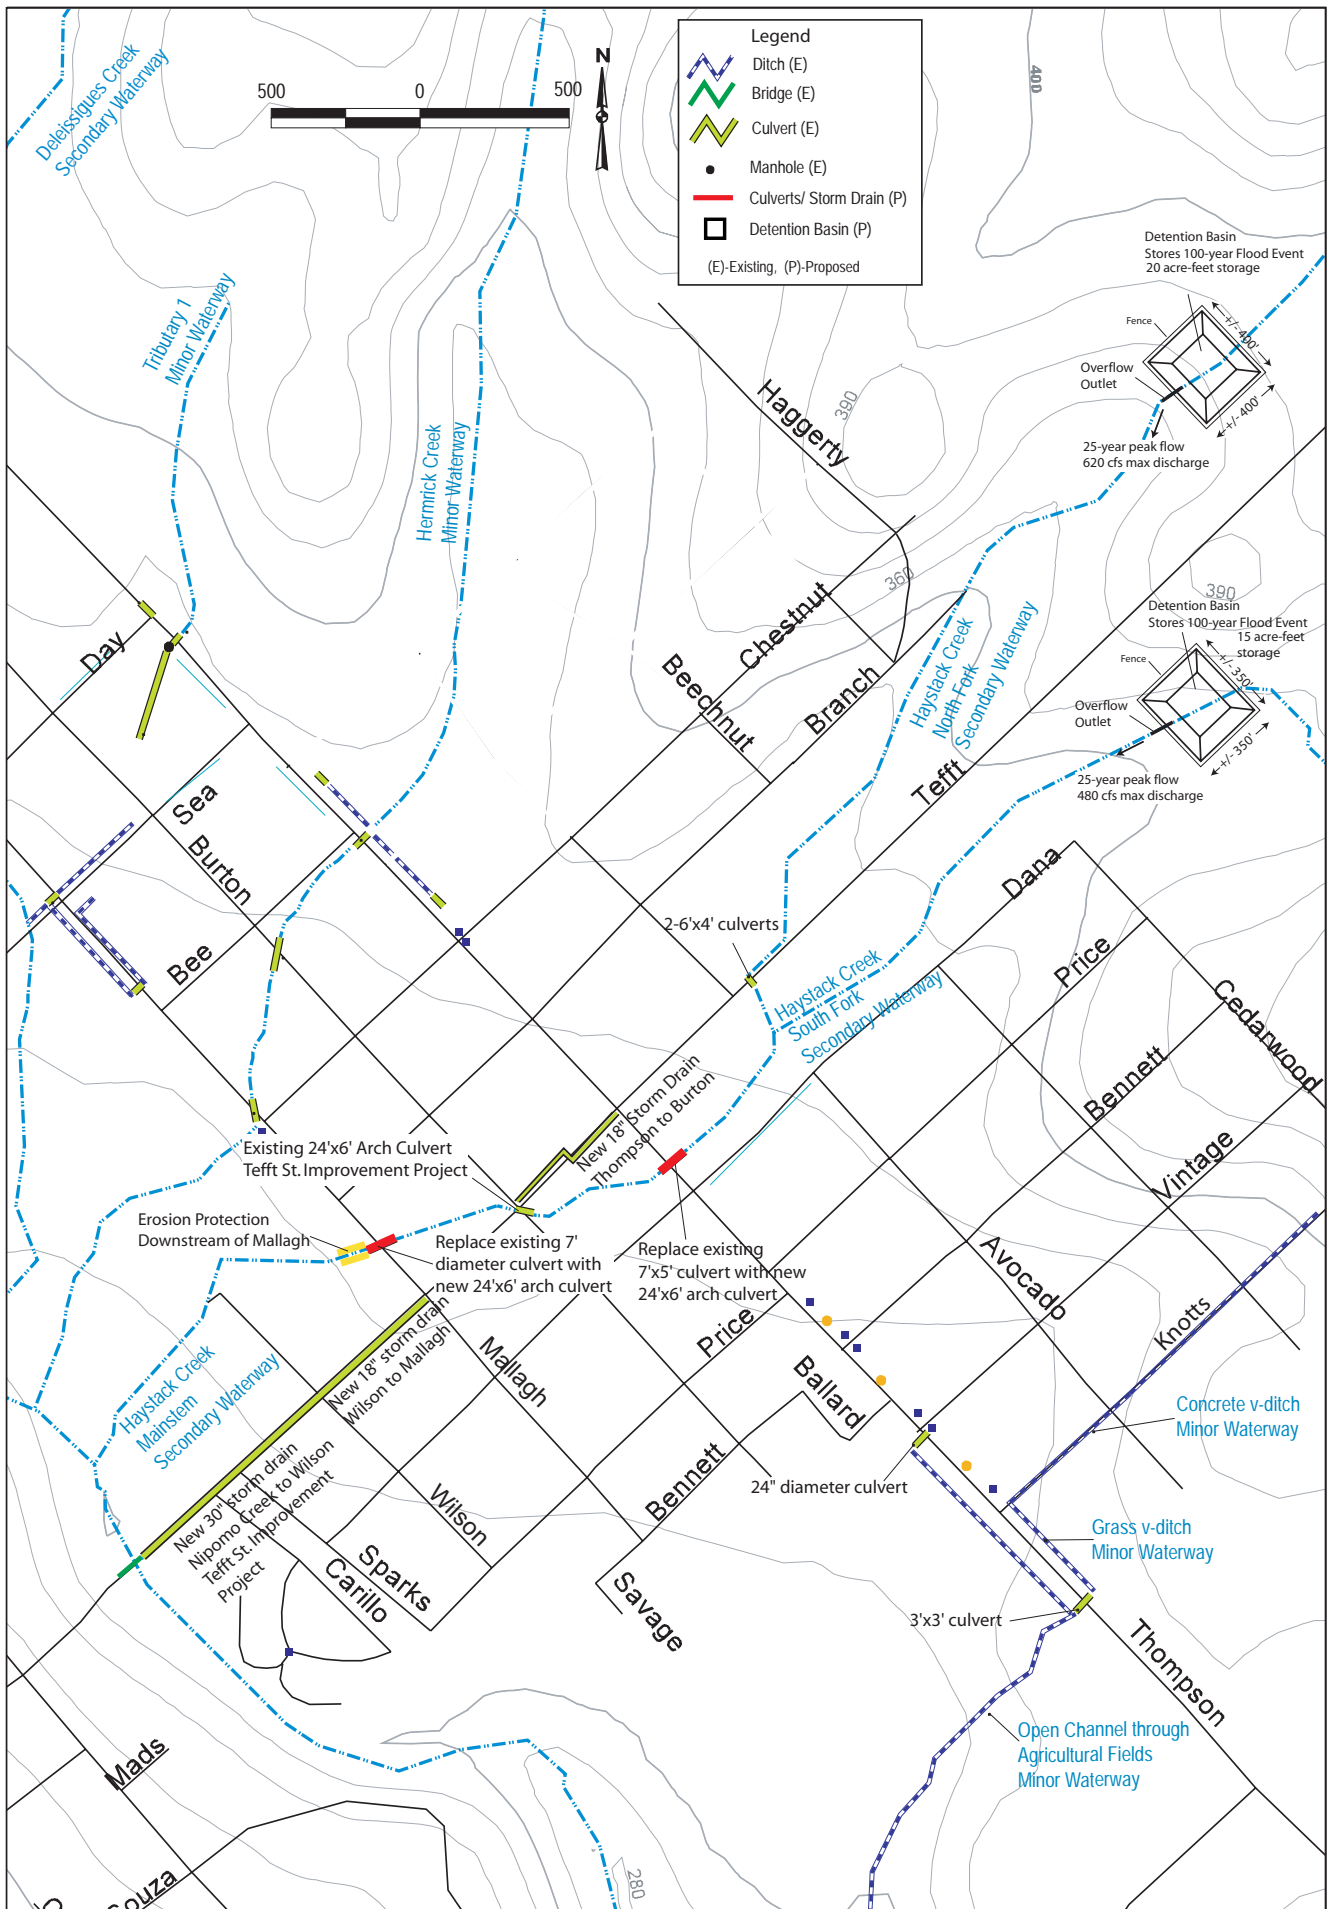 Legend
Ditch (E)
Bridge (E)
Culvert (E)
Manhole (E)
Culverts/ Storm Drain (P)
Detention Basin (P)
(E)-Existing, (P)-Proposed
500
0
500
N
Deleissigues Creek
Secondary Waterway
400
Detention Basin
Stores 100-year Flood Event
20 acre-feet storage
Fence
+/-400'
Overflow
Outlet
+/-400'
25-year peak flow
620 cfs max discharge
Tributary 1
Minor Waterway
Hermrick Creek
Minor Waterway
Haggerty
390
360
390
Detention Basin
Stores 100-year Flood Event
15 acre-feet
storage
Fence
+/-350'
Overflow
Outlet
+/-350'
25-year peak flow
480 cfs max discharge
Chestnut
Beechnut
Branch
Haystack Creek
North Fork
Secondary Waterway
Tefft
Day
Sea
Burton
Bee
Dana
Price
Cedarwood
Bennett
Vintage
2-6'x4' culverts
Haystack Creek
South Fork
Secondary Waterway
New 18" Storm Drain
Thompson to Burton
Existing 24'x6' Arch Culvert
Tefft St. Improvement Project
Erosion Protection
Downstream of Mallagh
Replace existing 7'
diameter culvert with
new 24'x6' arch culvert
Replace existing
7'x5' culvert with new
24'x6' arch culvert
Avocado
Knotts
Price
Mallagh
Ballard
New 18" storm drain
Wilson to Mallagh
Haystack Creek
Mainstem
Secondary Waterway
Concrete v-ditch
Minor Waterway
Bennett
24" diameter culvert
Wilson
New 30" storm drain
Nipomo Creek to Wilson
Tefft St. Improvement
Project
Grass v-ditch
Minor Waterway
Sparks
Carillo
Savage
3'x3' culvert
Thompson
Open Channel through
Agricultural Fields
Minor Waterway
Mads
280